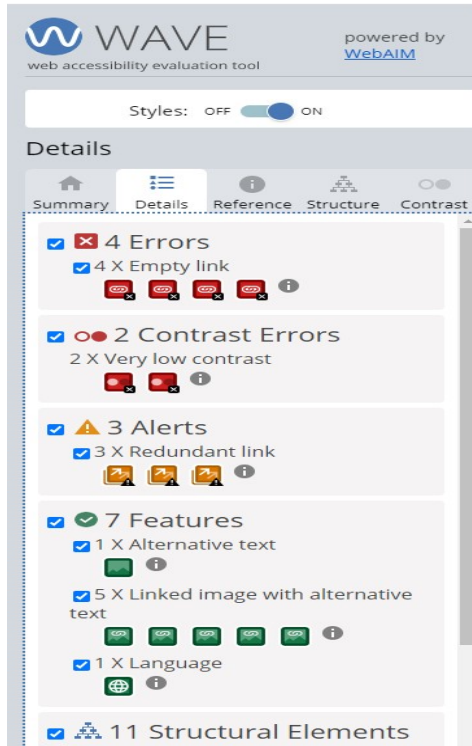 WAVE
web accessibility evaluation tool
powered by
WebAIM
Styles: OFF ON
Details
Summary Details Reference Structure Contrast
4 Errors
4 X Empty link
2 Contrast Errors
2 X Very low contrast
3 Alerts
3 X Redundant link
7 Features
1 X Alternative text
5 X Linked image with alternative
text
1 X Language
11 Structural Elements